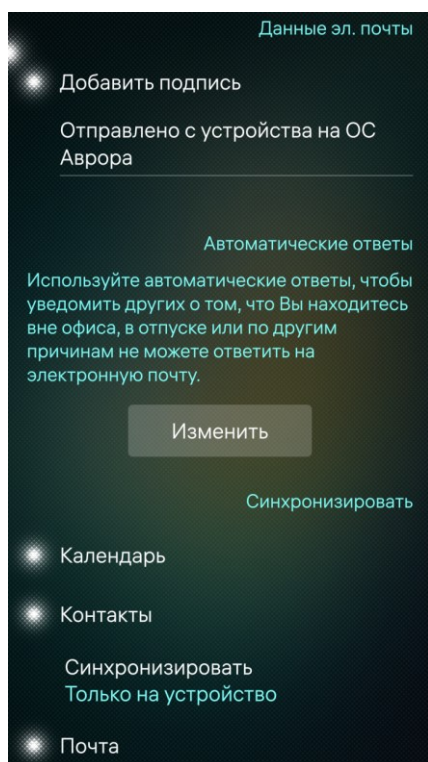 Данные эл. почты
Добавить подпись
Отправлено с устройства на ОС
Аврора
Автоматические ответы
Используйте автоматические ответы, чтобы
уведомить других о том, что Вы находитесь
вне офиса, в отпуске или по другим
причинам не можете ответить на
электронную почту.
Изменить
Синхронизировать
Календарь
Контакты
Синхронизировать
Только на устройство
Почта